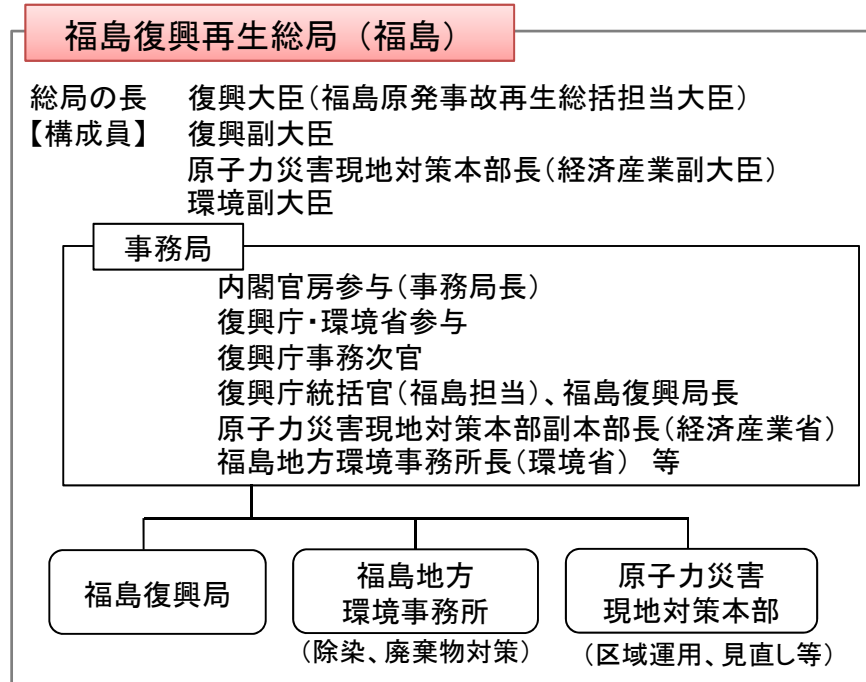 福島復興再生総局（福島）
総局の長　復興大臣（福島原発事故再生総括担当大臣）
【構成員】　復興副大臣
原子力災害現地対策本部長（経済産業副大臣）
環境副大臣
事務局
内閣官房参与（事務局長）
復興庁・環境省参与
復興庁事務次官
復興庁統括官（福島担当）、福島復興局長
原子力災害現地対策本部副本部長（経済産業省）
福島地方環境事務所長（環境省）　等
福島復興局
福島地方
環境事務所
（除染、廃棄物対策）
原子力災害
現地対策本部
（区域運用、見直し等）